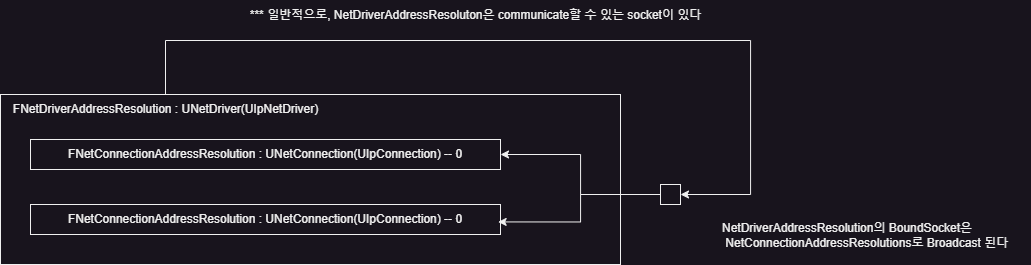 *** 일반적으로, NetDriverAddressResoluton은 communicate할 수 있는 socket이 있다
FNetDriverAddressResolution : UNetDriver(UIpNetDriver)
FNetConnectionAddressResolution : UNetConnection(UIpConnection) -- 0
FNetConnectionAddressResolution : UNetConnection(UIpConnection) -- 0
NetDriverAddressResolution의 BoundSocket은
NetConnectionAddressResolutions로 Broadcast 된다